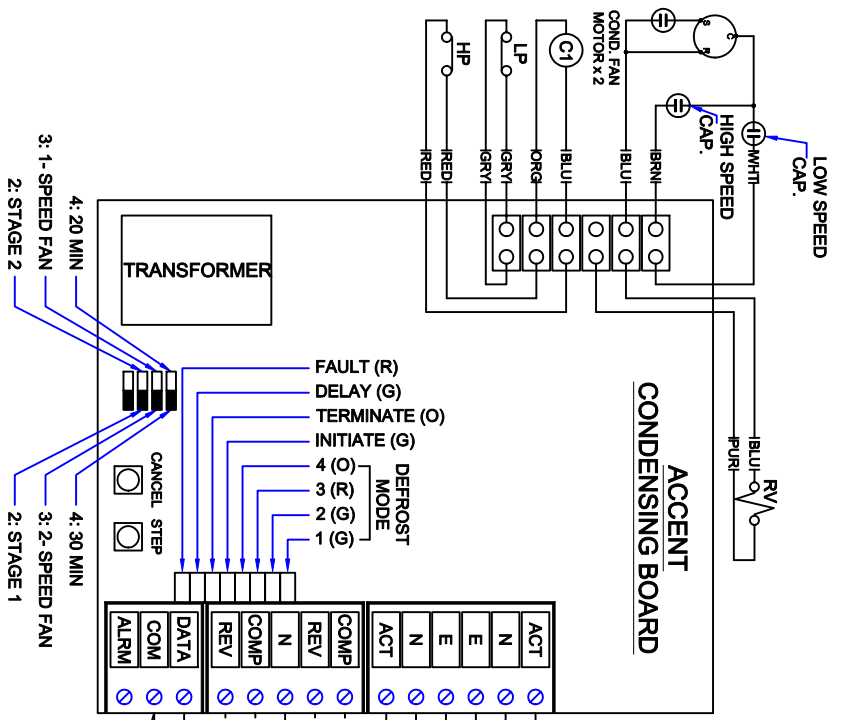 COND. FAN
MOTOR x 2
S
C
R
HIGH SPEED
CAP.
LOW SPEED
CAP.
HP
LP
C1
RED
RED
GRY
GRY
ORG
BLU
BLU
BRN
WHT
TRANSFORMER
4: 20 MIN
3: 1- SPEED FAN
2: STAGE 2
4: 30 MIN
3: 2- SPEED FAN
2: STAGE 1
CANCEL
STEP
FAULT (R)
DELAY (G)
TERMINATE (O)
INITIATE (G)
4 (O)
3 (R)
2 (G)
1 (G)
DEFROST
MODE
ACCENT
CONDENSING BOARD
BLU
PUR
RV
ALRM
COM
DATA
REV
COMP
N
REV
COMP
ACT
N
E
E
N
ACT